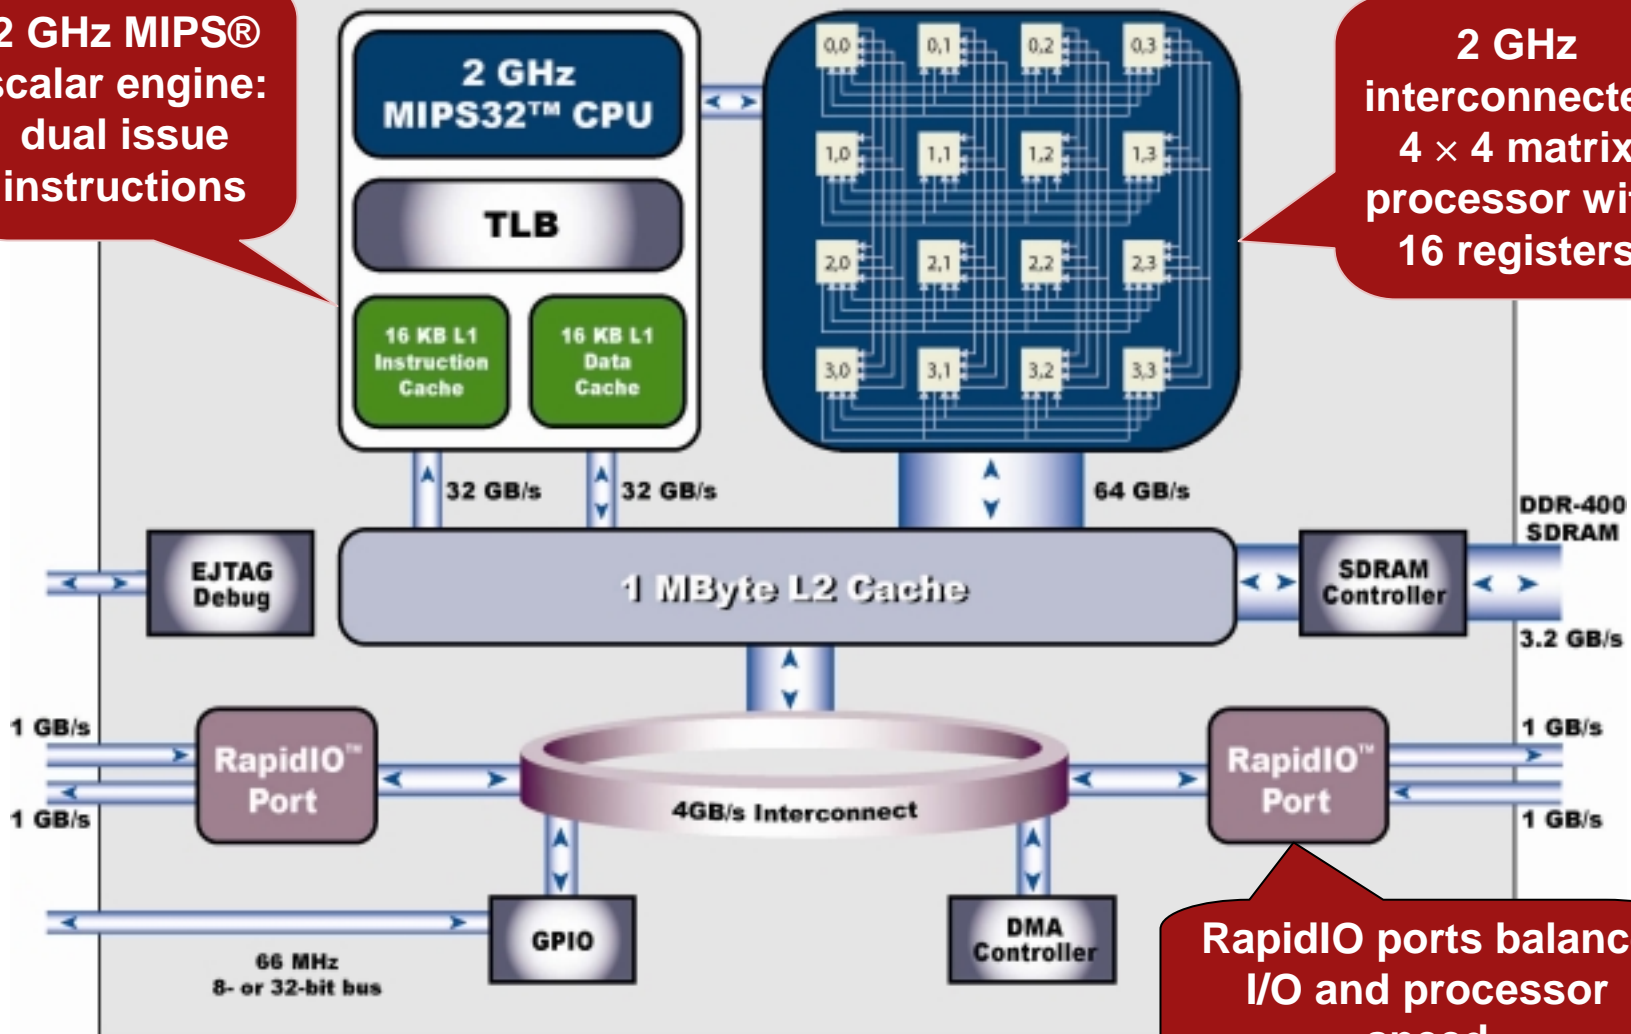 2 GHz MIPS®
scalar engine:
dual issue
instructions
2 GHz
MIPS32™ CPU
TLB
16 KB L1
Instruction
Cache
16 KB L1
Data
Cache
0,0 0,1 0,2 0,3
1,0 1,1 1,2 1,3
2,0 2,1 2,2 2,3
3,0 3,1 3,2 3,3
2 GHz
interconnecte
4 × 4 matrix
processor wit
16 registers
32 GB/s
32 GB/s
64 GB/s
DDR-400
SDRAM
EJTAG
Debug
1 MByte L2 Cache
SDRAM
Controller
3.2 GB/s
1 GB/s
1 GB/s
RapidIO™
Port
4GB/s Interconnect
RapidIO™
Port
1 GB/s
1 GB/s
GPIO
DMA
Controller
66 MHz
8- or 32-bit bus
RapidIO ports balanc
I/O and processor
speed